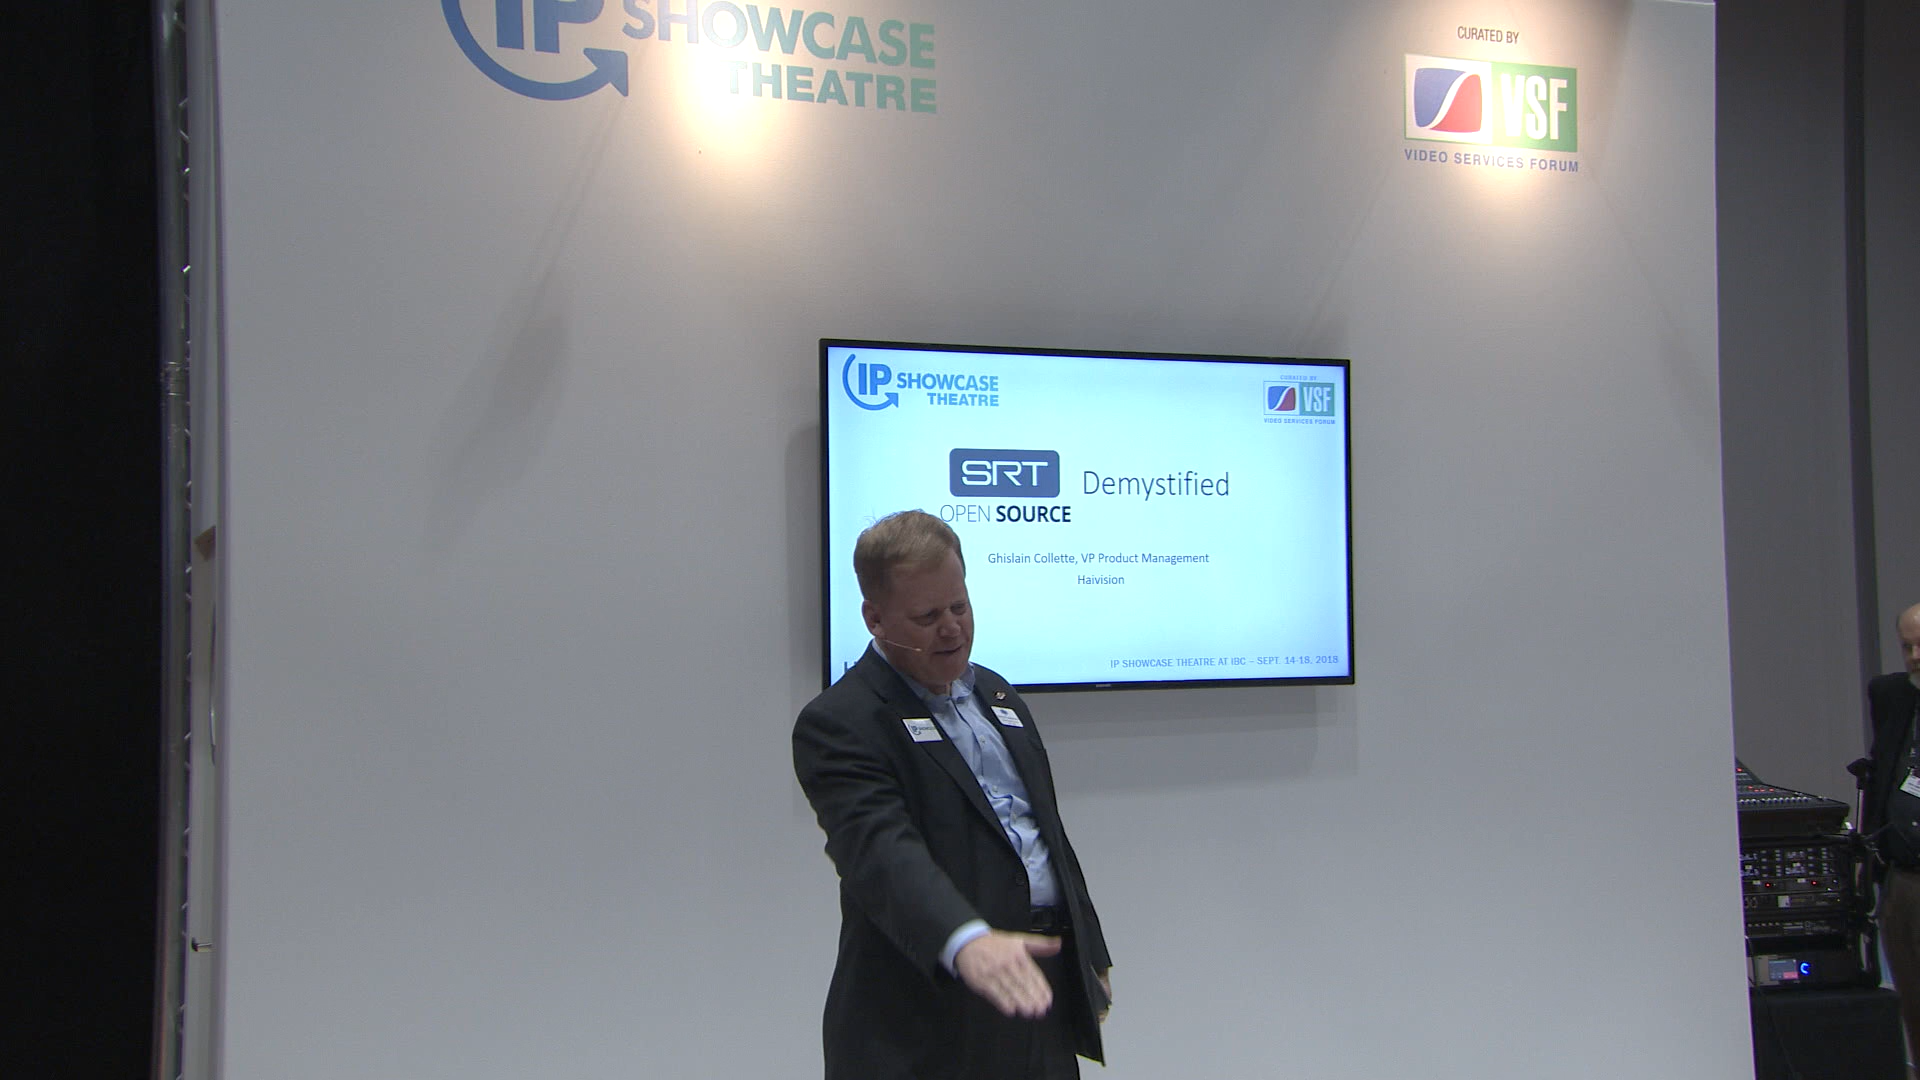 IP SHOWCASE
THEATRE
CURATED BY
VSF
VIDEO SERVICES FORUM
IP SHOWCASE
THEATRE
CURATED BY
VSF
VIDEO SERVICES FORUM
SRT Demystified
OPEN SOURCE
Ghislain Collette, VP Product Management
Haivision
IP SHOWCASE THEATRE AT IBC – SEPT. 14-18, 2018